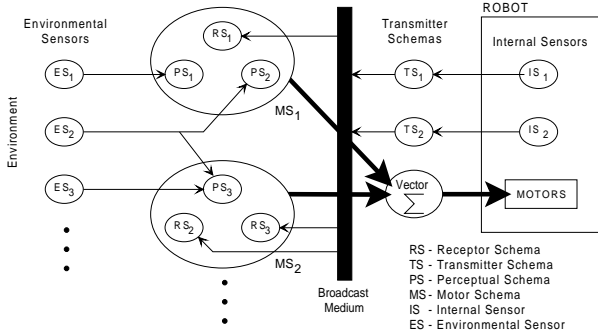 ROBOT
Environmental
Sensors
Transmitter
Schemas
Internal Sensors
RS1
ES1
PS1
PS2
TS1
IS1
MS1
Environment
ES2
TS2
IS2
ES3
PS3
Vector
Σ
MOTORS
RS2
RS3
MS2
Broadcast
Medium
RS - Receptor Schema
TS - Transmitter Schema
PS - Perceptual Schema
MS - Motor Schema
IS - Internal Sensor
ES - Environmental Sensor